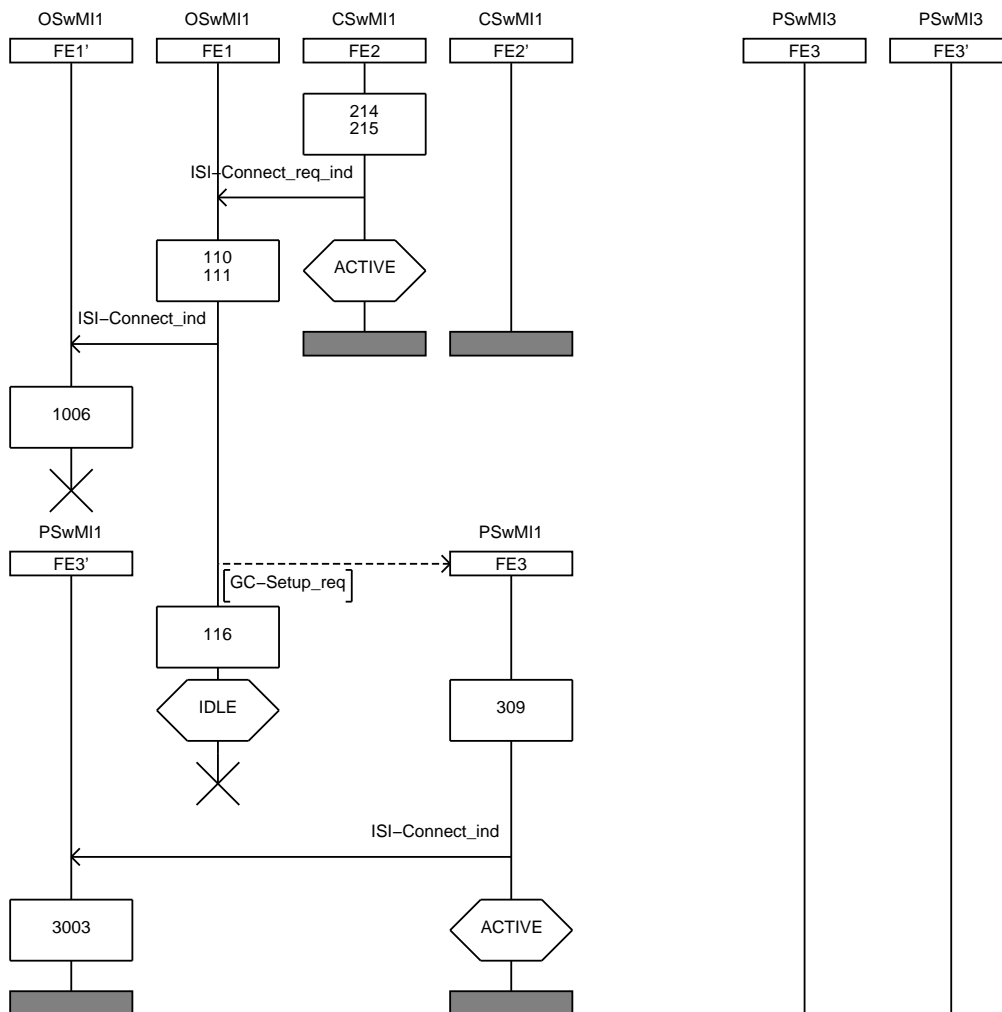 OSwMI1 OSwMI1 CSwMI1 CSwMI1 PSwMI3 PSwMI3
FE1' FE1 FE2 FE2' FE3 FE3'
214
215
ISI-Connect_req_ind
110
111
ACTIVE
ISI-Connect_ind
1006
PSwMI1 PSwMI1
FE3' FE3
GC-Setup_req
116
IDLE
309
ISI-Connect_ind
3003
ACTIVE